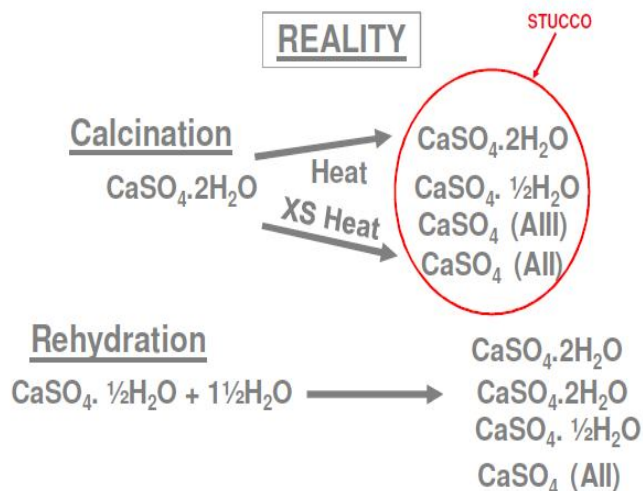 REALITY
STUCCO
Calcination
CaSO₄.2H₂O
Heat
XS Heat
CaSO₄.2H₂O
CaSO₄. ½H₂O
CaSO₄ (AIII)
CaSO₄ (AII)
Rehydration
CaSO₄. ½H₂O + 1½H₂O
CaSO₄.2H₂O
CaSO₄.2H₂O
CaSO₄. ½H₂O
CaSO₄ (AII)